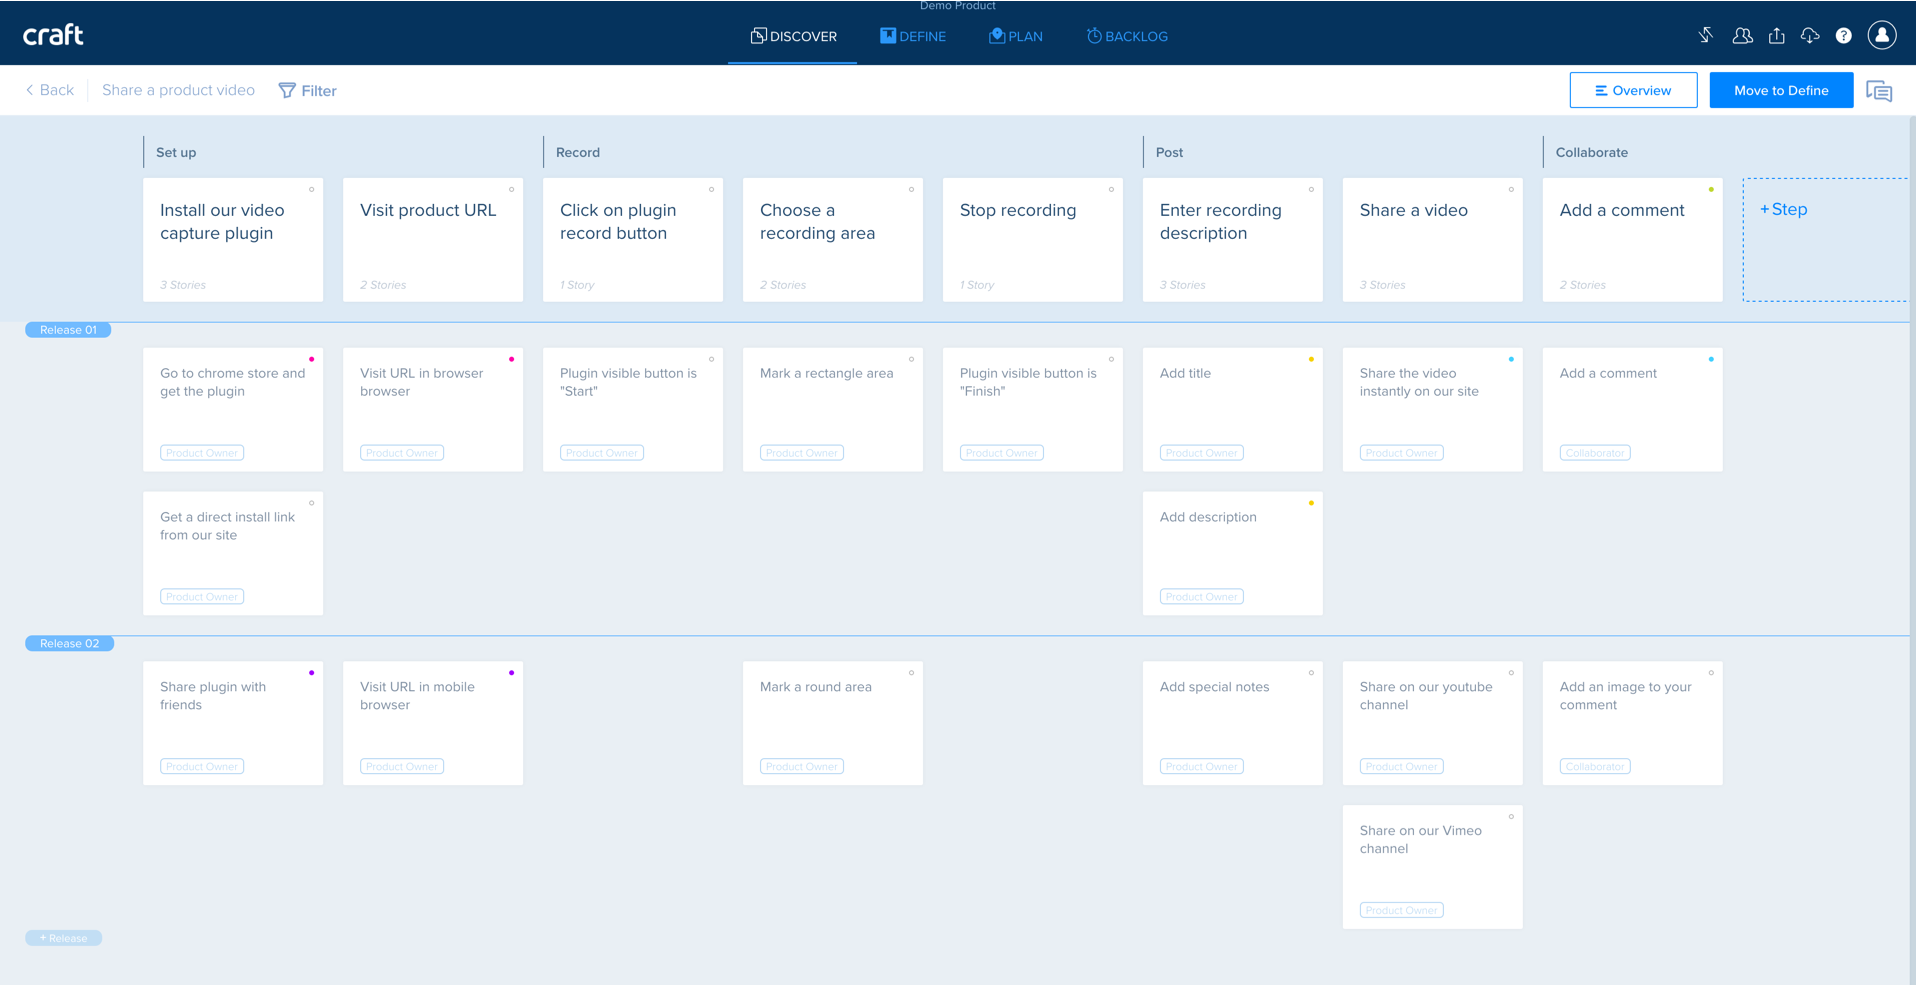 Demo Product
craft
DISCOVER
DEFINE
PLAN
BACKLOG
?
< Back
Share a product video
Filter
Overview
Move to Define
Set up
Record
Post
Collaborate
Install our video
capture plugin
3 Stories
Visit product URL
2 Stories
Click on plugin
record button
1 Story
Choose a
recording area
2 Stories
Stop recording
1 Story
Enter recording
description
3 Stories
Share a video
3 Stories
Add a comment
2 Stories
+ Step
Release 01
Go to chrome store and
get the plugin
Product Owner
Visit URL in browser
browser
Product Owner
Plugin visible button is
"Start"
Product Owner
Mark a rectangle area
Product Owner
Plugin visible button is
"Finish"
Product Owner
Add title
Product Owner
Share the video
instantly on our site
Product Owner
Add a comment
Collaborator
Get a direct install link
from our site
Product Owner
Add description
Product Owner
Release 02
Share plugin with
friends
Product Owner
Visit URL in mobile
browser
Product Owner
Mark a round area
Product Owner
Add special notes
Product Owner
Share on our youtube
channel
Product Owner
Add an image to your
comment
Collaborator
Share on our Vimeo
channel
Product Owner
+ Release